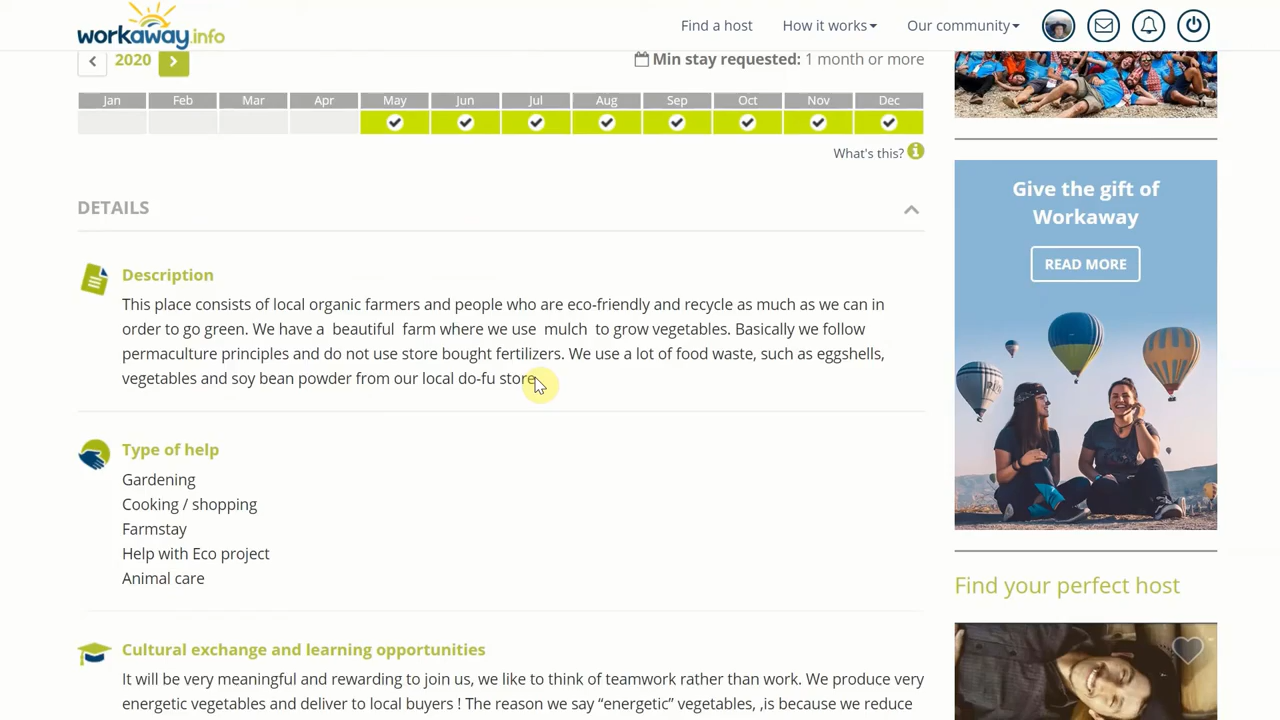 workaway.info
Find a host
How it works
Our community
2020
Min stay requested: 1 month or more
Jan Feb Mar Apr May Jun Jul Aug Sep Oct Nov Dec
What's this?
DETAILS
Description
This place consists of local organic farmers and people who are eco-friendly and recycle as much as we can in
order to go green. We have a beautiful farm where we use mulch to grow vegetables. Basically we follow
permaculture principles and do not use store bought fertilizers. We use a lot of food waste, such as eggshells,
vegetables and soy bean powder from our local do-fu store
Type of help
Gardening
Cooking / shopping
Farmstay
Help with Eco project
Animal care
Cultural exchange and learning opportunities
It will be very meaningful and rewarding to join us, we like to think of teamwork rather than work. We produce very
energetic vegetables and deliver to local buyers ! The reason we say “energetic” vegetables, ,is because we reduce
Give the gift of
Workaway
READ MORE
Find your perfect host